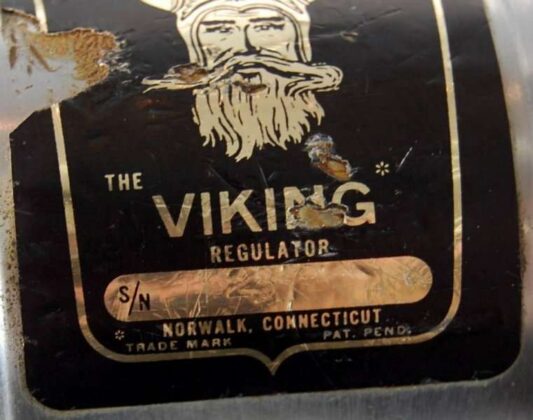 THE
VIKING*
REGULATOR
S/N
NORWALK, CONNECTICUT
* TRADE MARK PAT. PEND.